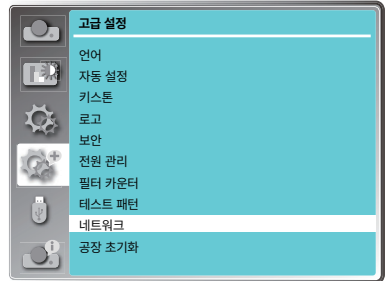 고급 설정
언어
자동 설정
키스톤
로고
보안
전원 관리
필터 카운터
테스트 패턴
네트워크
공장 초기화